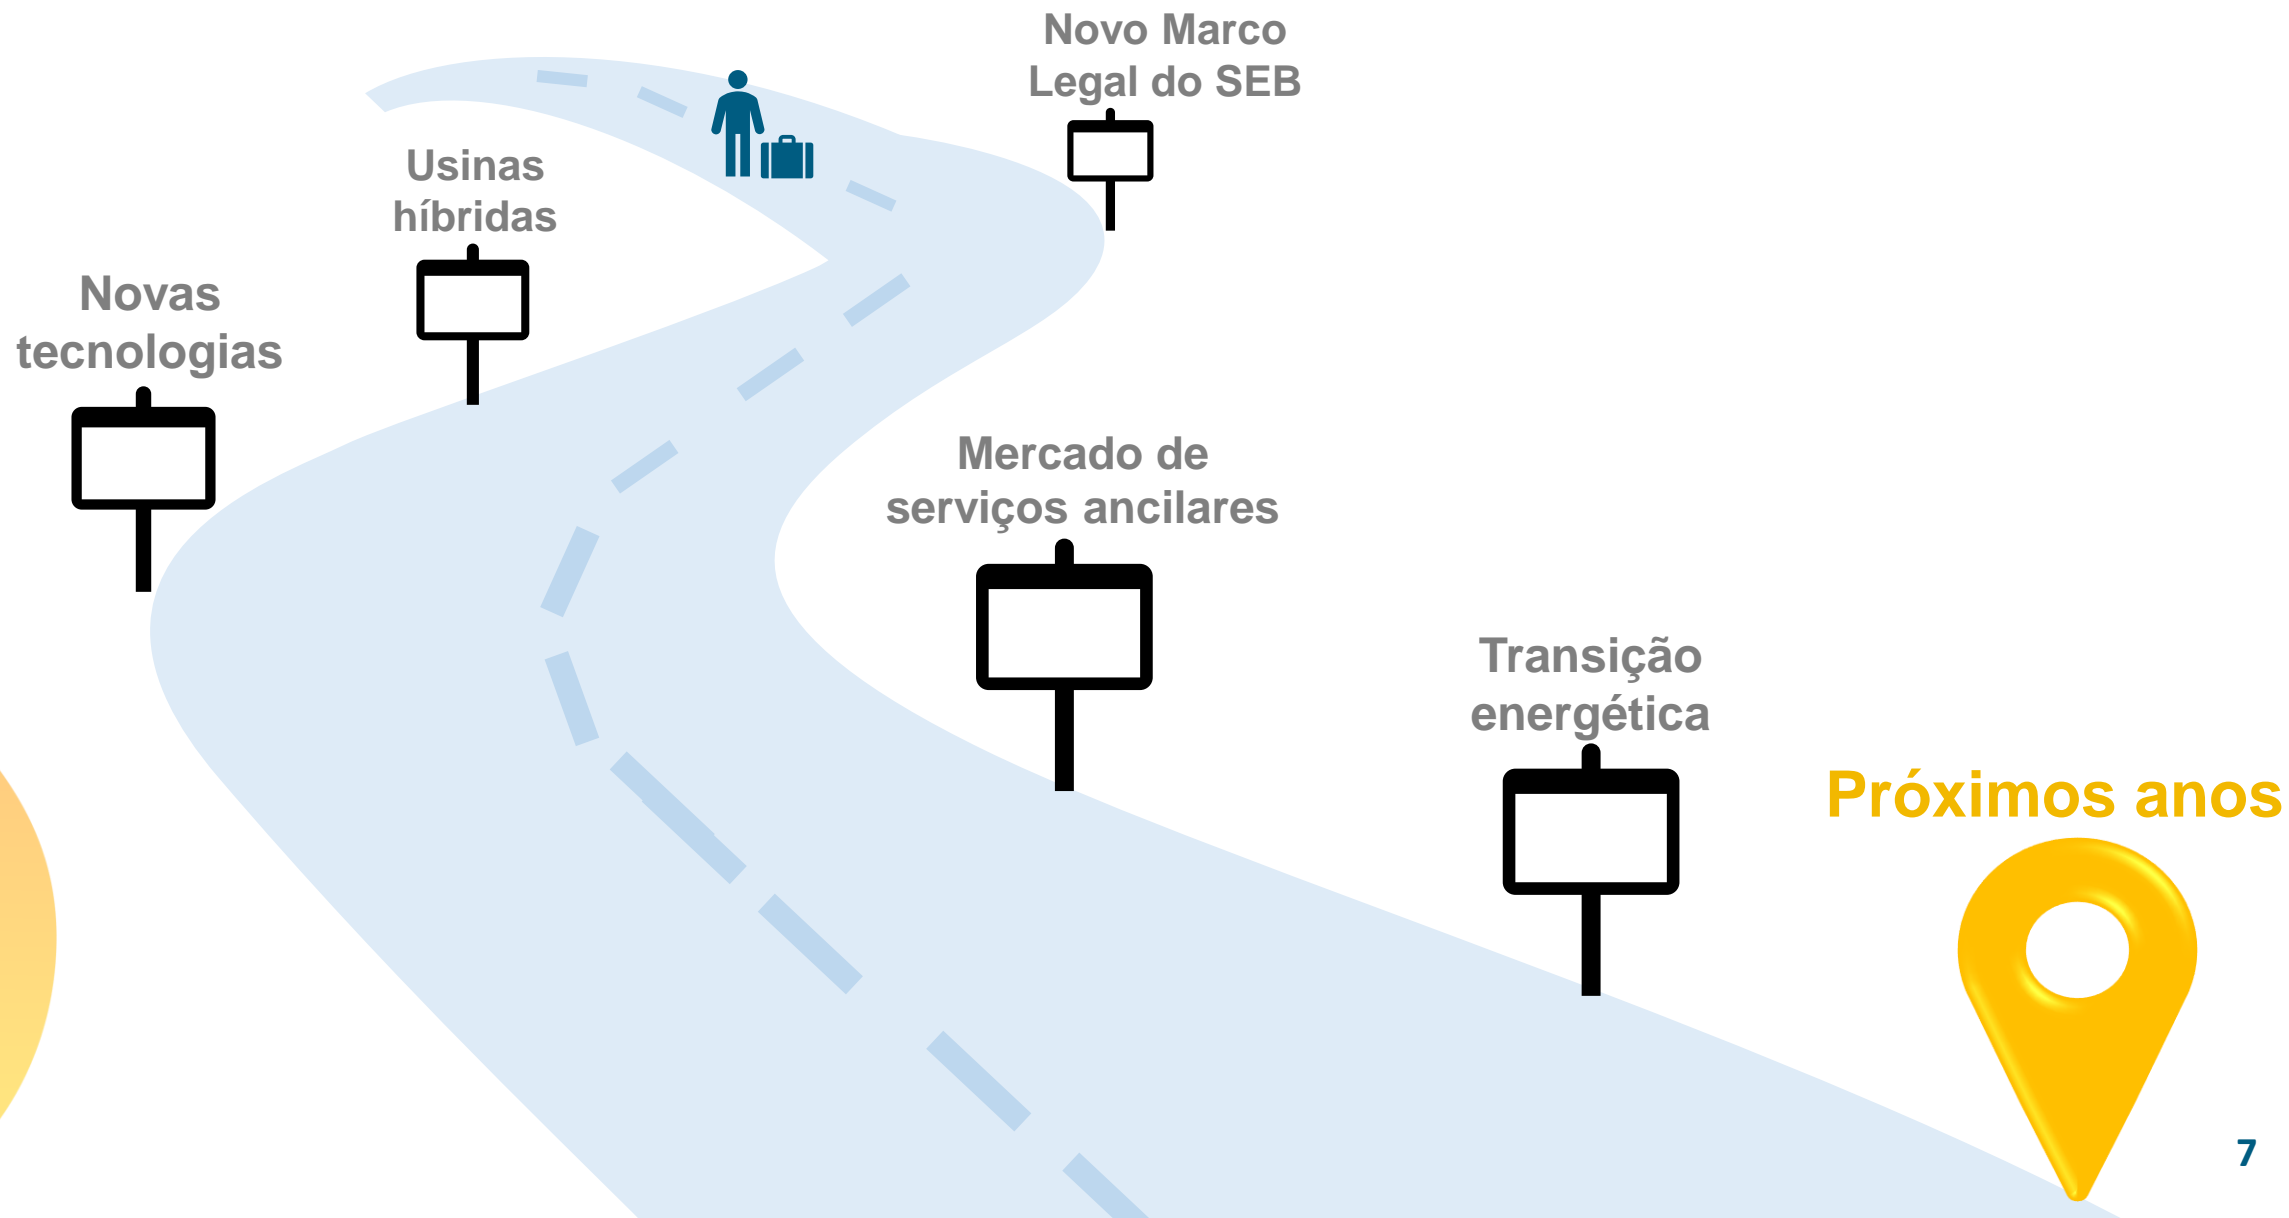 Novo Marco
Legal do SEB
Usinas
híbridas
Novas
tecnologias
Mercado de
serviços ancilares
Transição
energética
Próximos anos
7